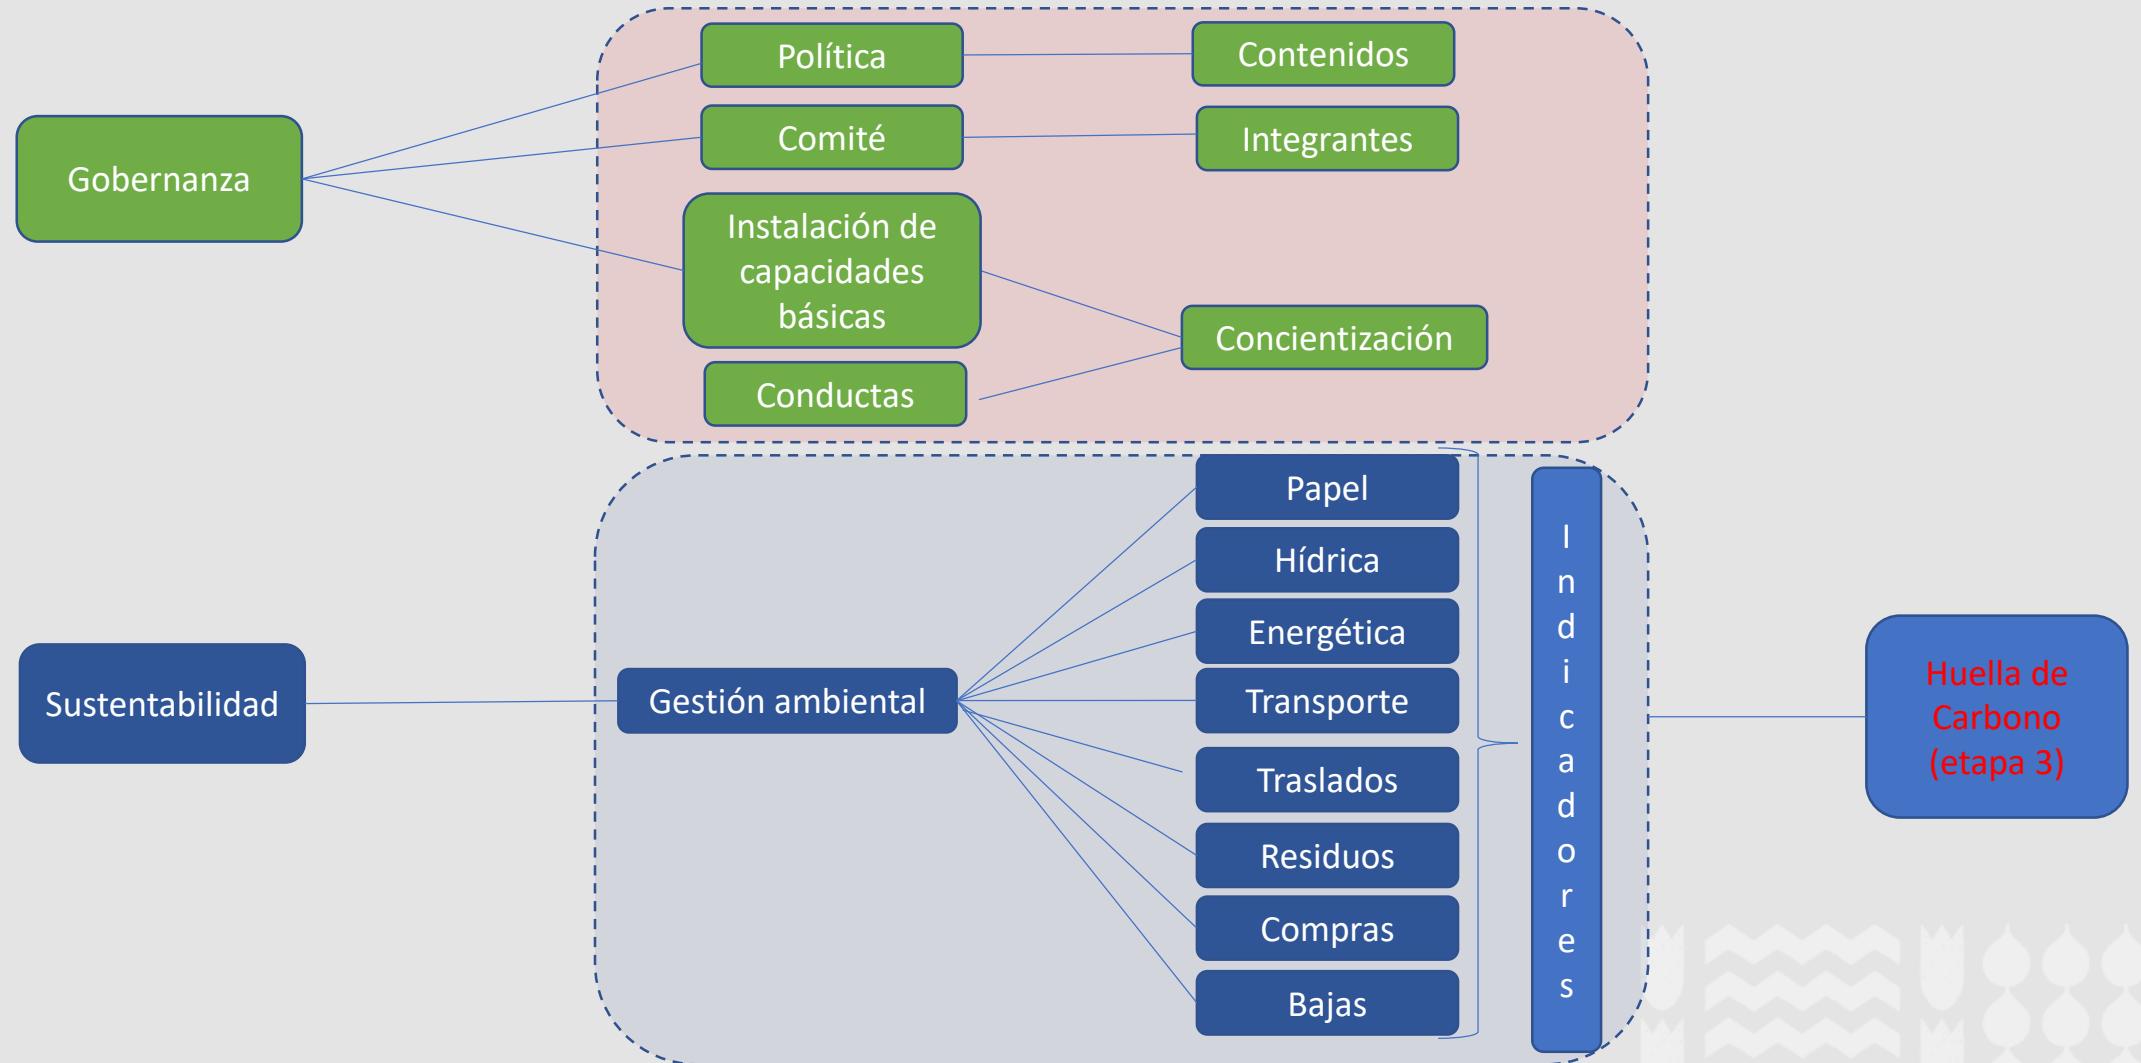 Gobernanza
Política
Contenidos
Comité
Integrantes
Instalación de
capacidades
básicas
Concientización
Conductas
Sustentabilidad
Gestión ambiental
Papel
Hídrica
Energética
Transporte
Traslados
Residuos
Compras
Bajas
Indicadores
Huella de
Carbono
(etapa 3)